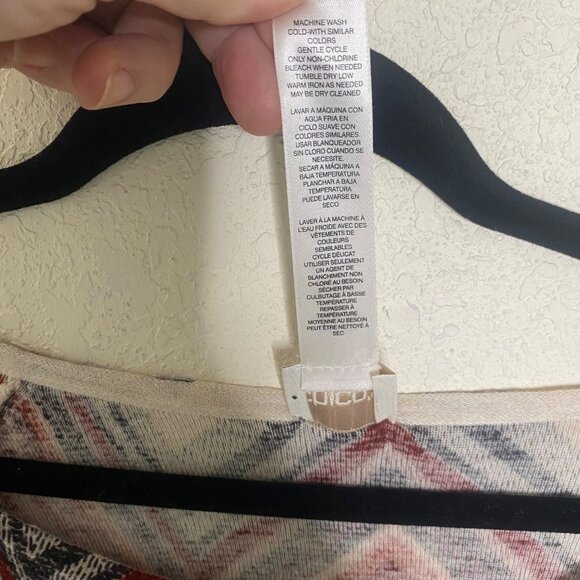 MACHINE WASH
COLD-WITH SIMILAR
COLORS
GENTLE CYCLE
ONLY NON-CHLORINE
BLEACH WHEN NEEDED
TUMBLE DRY LOW
WARM IRON AS NEEDED
MAY BE DRY CLEANED
LAVAR A MÁQUINA CON
AGUA FRIA EN
CICLO SUAVE CON
COLORES SIMILARES.
USAR BLANQUEADOR
SIN CLORO CUANDO SE
NECESITE.
SECAR A MÁQUINA A
BAJA TEMPERATURA
PLANCHAR A BAJA
TEMPERATURA
PUEDE LAVARSE EN
SECO
LAVER À LA MACHINE À
L'EAU FROIDE AVEC DES
VÊTEMENTS DE
COULEURS
SEMBLABLES
CYCLE DÉLICAT
UTILISER SEULEMENT
UN AGENT DE
BLANCHIMENT NON
CHLORÉ AU BESOIN
SÉCHER PAR
CULBUTAGE À BASSE
TEMPÉRATURE
REPASSER À
TEMPÉRATURE
MOYENNE AU BESOIN
PEUT ÊTRE NETTOYÉ À
SEC